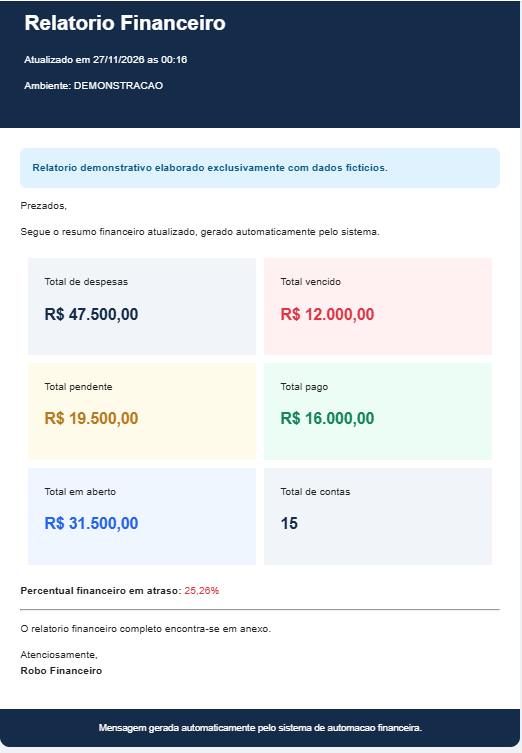 Relatorio Financeiro
Atualizado em 27/11/2026 as 00:16
Ambiente: DEMONSTRACAO
Relatorio demonstrativo elaborado exclusivamente com dados ficticios.
Prezados,
Segue o resumo financeiro atualizado, gerado automaticamente pelo sistema.
Total de despesas
R$ 47.500,00
Total vencido
R$ 12.000,00
Total pendente
R$ 19.500,00
Total pago
R$ 16.000,00
Total em aberto
R$ 31.500,00
Total de contas
15
Percentual financeiro em atraso: 25,26%
O relatorio financeiro completo encontra-se em anexo.
Atenciosamente,
Robo Financeiro
Mensagem gerada automaticamente pelo sistema de automacao financeira.